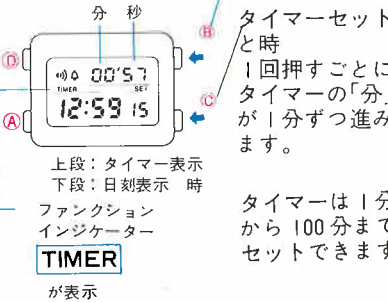 分 秒
B
タイマーセット
と時
1回押すごとに
タイマーの「分」
が1分ずつ進み
ます。
D
00'57
TIMER SET
A
12:59 15
C
上段：タイマー表示
下段：日刻表示 時
ファンクション
インジケーター
TIMER
が表示
タイマーは1分
から100分まで
セットできます